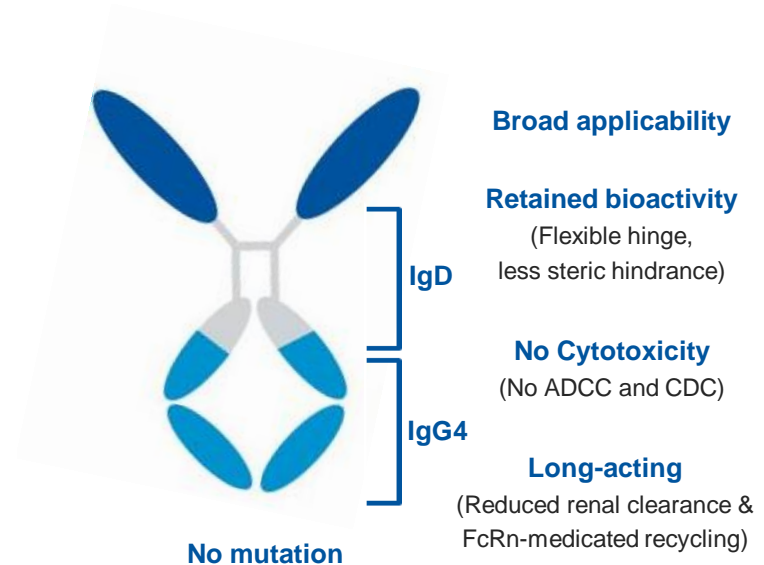 Broad applicability
Retained bioactivity
(Flexible hinge,
less steric hindrance)
IgD
No Cytotoxicity
(No ADCC and CDC)
IgG4
Long-acting
(Reduced renal clearance &
FcRn-medicated recycling)
No mutation